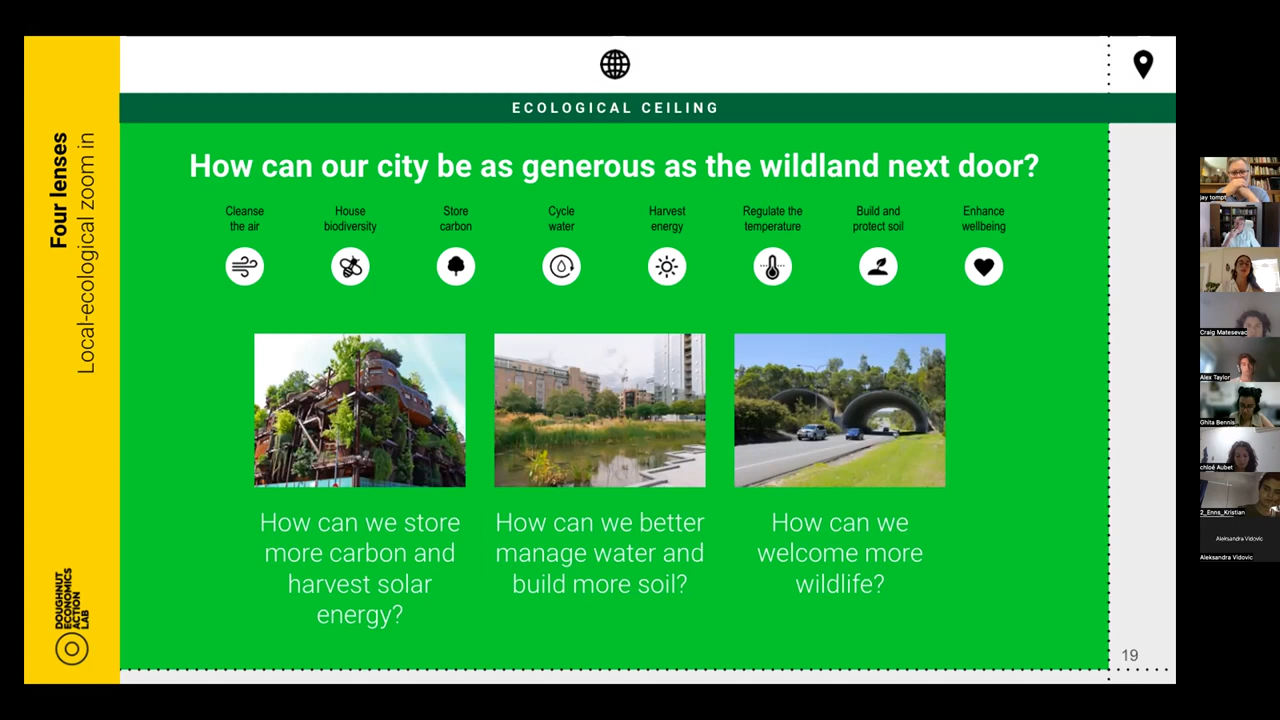 Four lenses
Local-ecological zoom in
DOUGHNUT
ECONOMICS
ACTION
LAB
ECOLOGICAL CEILING
How can our city be as generous as the wildland next door?
Cleanse
the air
House
biodiversity
Store
carbon
Cycle
water
Harvest
energy
Regulate the
temperature
Build and
protect soil
Enhance
wellbeing
How can we store
more carbon and
harvest solar
energy?
How can we better
manage water and
build more soil?
How can we
welcome more
wildlife?
19
jay tompt
Craig Matesevac
Alex Taylor
Ghita Bennis
chloé Aubet
2_Enns_Kristian
Aleksandra Vidovic
Aleksandra Vidovic